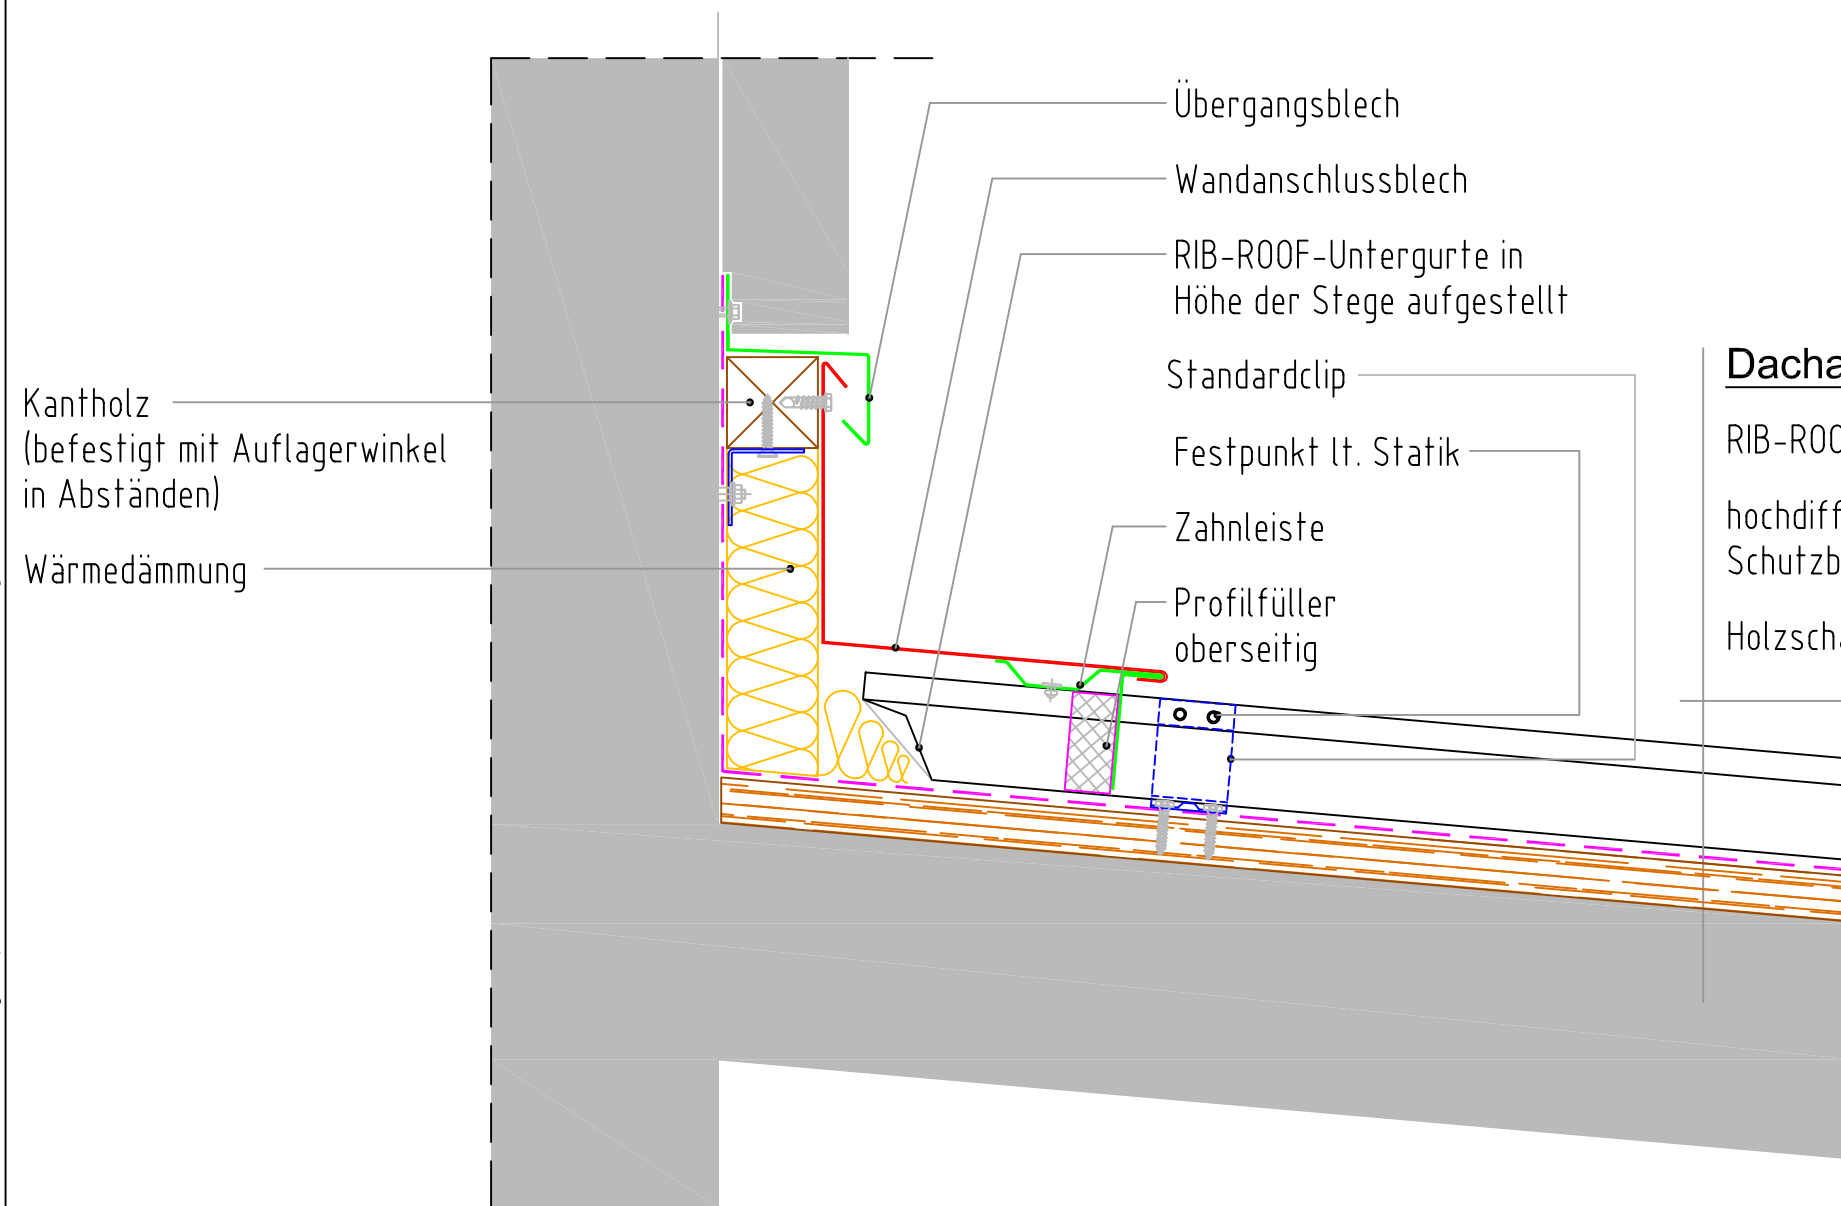 Übergangsblech
Wandanschlussblech
RIB-ROOF-Untergurte in
Höhe der Stege aufgestellt
Standardclip
Festpunkt lt. Statik
Zahnleiste
Profilfüller
oberseitig
Kantholz
(befestigt mit Auflagerwinkel
in Abständen)
Wärmedämmung